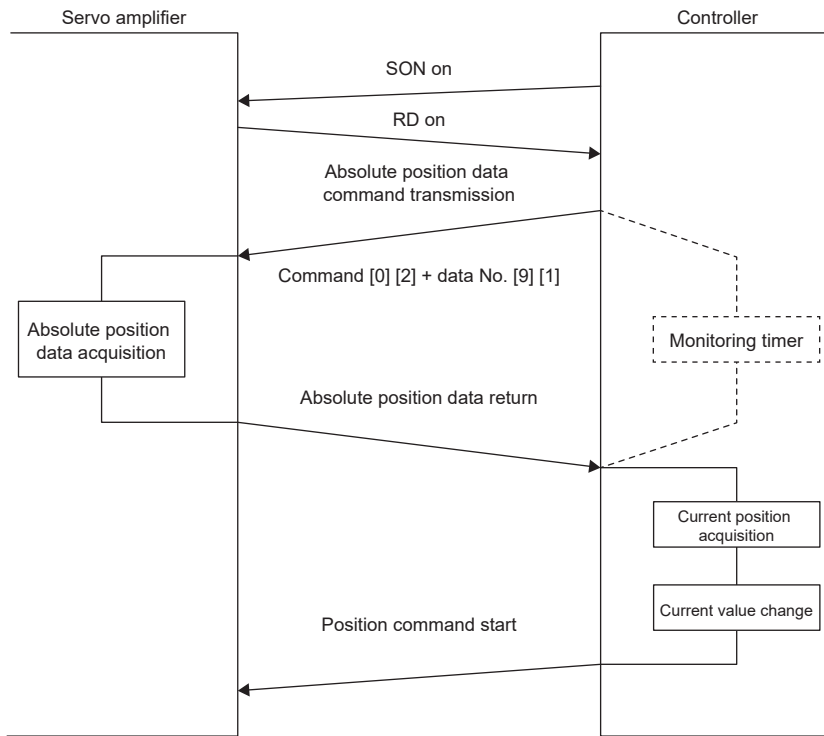 Servo amplifier
Controller
SON on
RD on
Absolute position data
command transmission
Command [0] [2] + data No. [9] [1]
Absolute position
data acquisition
Monitoring timer
Absolute position data return
Current position
acquisition
Current value change
Position command start